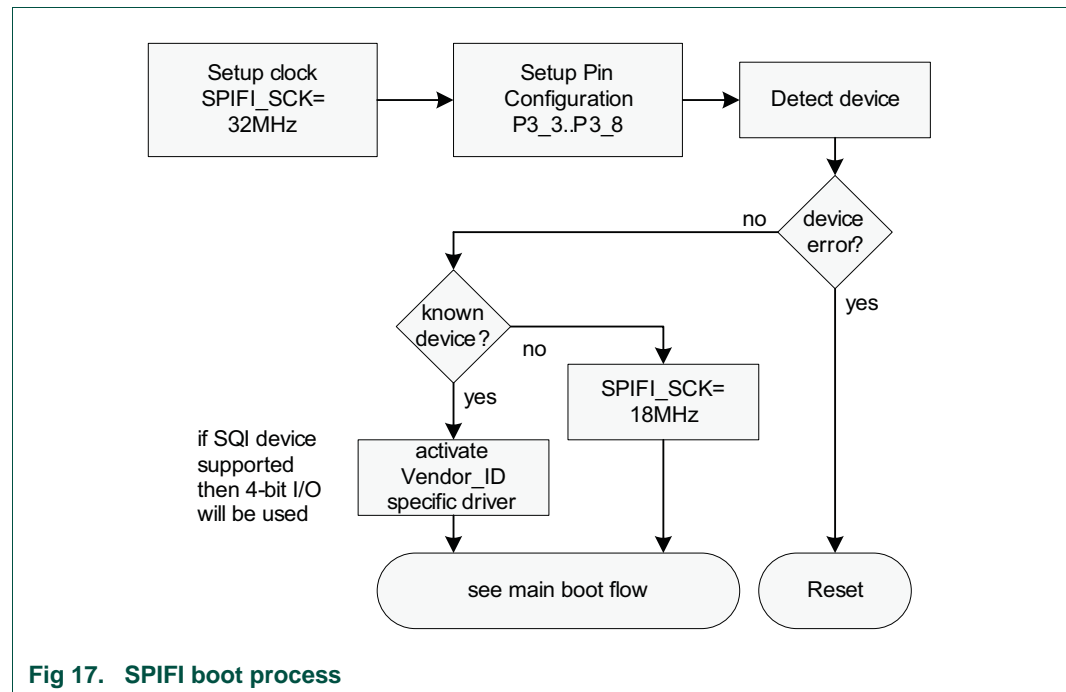 Setup clock
SPIFI_SCK=
32MHz
Setup Pin
Configuration
P3_3..P3_8
Detect device
device
error?
no
yes
known
device?
no
yes
SPIFI_SCK=
18MHz
if SQI device
supported
then 4-bit I/O
will be used
activate
Vendor_ID
specific driver
see main boot flow
Reset
Fig 17. SPIFI boot process